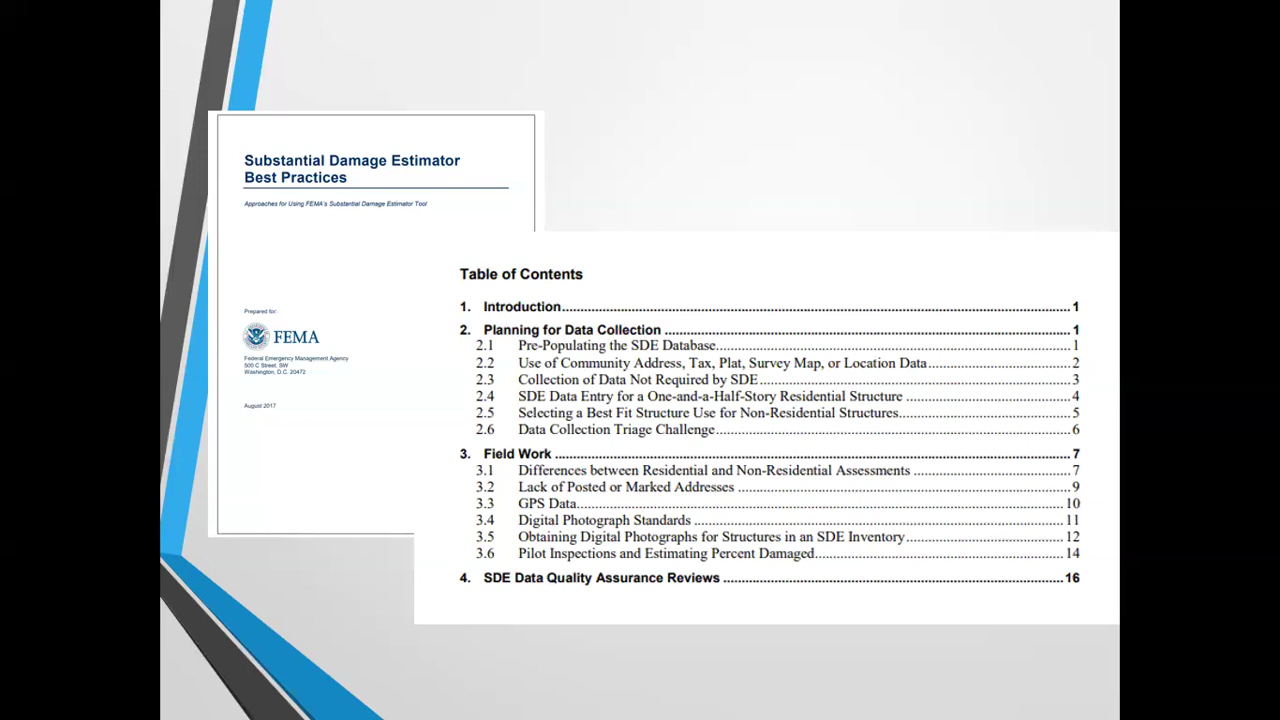 Substantial Damage Estimator
Best Practices
Approaches for Using FEMA's Substantial Damage Estimator Tool
Prepared for:
FEMA
Federal Emergency Management Agency
500 C Street, SW
Washington, D.C. 20472
August 2017
Table of Contents
1. Introduction 1
2. Planning for Data Collection 1
2.1 Pre-Populating the SDE Database 1
2.2 Use of Community Address, Tax, Plat, Survey Map, or Location Data 2
2.3 Collection of Data Not Required by SDE 3
2.4 SDE Data Entry for a One-and-a-Half-Story Residential Structure 4
2.5 Selecting a Best Fit Structure Use for Non-Residential Structures 5
2.6 Data Collection Triage Challenge 6
3. Field Work 7
3.1 Differences between Residential and Non-Residential Assessments 7
3.2 Lack of Posted or Marked Addresses 9
3.3 GPS Data 10
3.4 Digital Photograph Standards 11
3.5 Obtaining Digital Photographs for Structures in an SDE Inventory 12
3.6 Pilot Inspections and Estimating Percent Damaged 14
4. SDE Data Quality Assurance Reviews 16